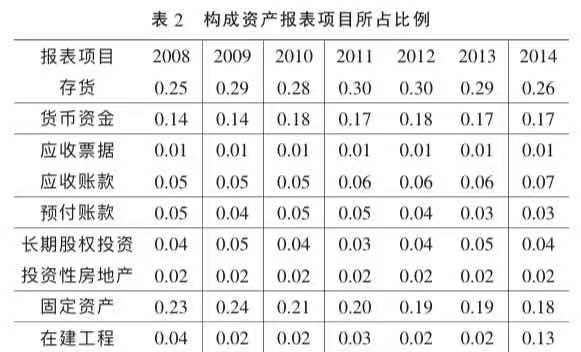 表 2 构成资产报表项目所占比例
报表项目 2008 2009 2010 2011 2012 2013 2014
存货 0.25 0.29 0.28 0.30 0.30 0.29 0.26
货币资金 0.14 0.14 0.18 0.17 0.18 0.17 0.17
应收票据 0.01 0.01 0.01 0.01 0.01 0.01 0.01
应收账款 0.05 0.05 0.05 0.06 0.06 0.06 0.07
预付账款 0.05 0.04 0.05 0.05 0.04 0.03 0.03
长期股权投资 0.04 0.05 0.04 0.03 0.04 0.05 0.04
投资性房地产 0.02 0.02 0.02 0.02 0.02 0.02 0.02
固定资产 0.23 0.24 0.21 0.20 0.19 0.19 0.18
在建工程 0.04 0.02 0.02 0.03 0.02 0.02 0.13